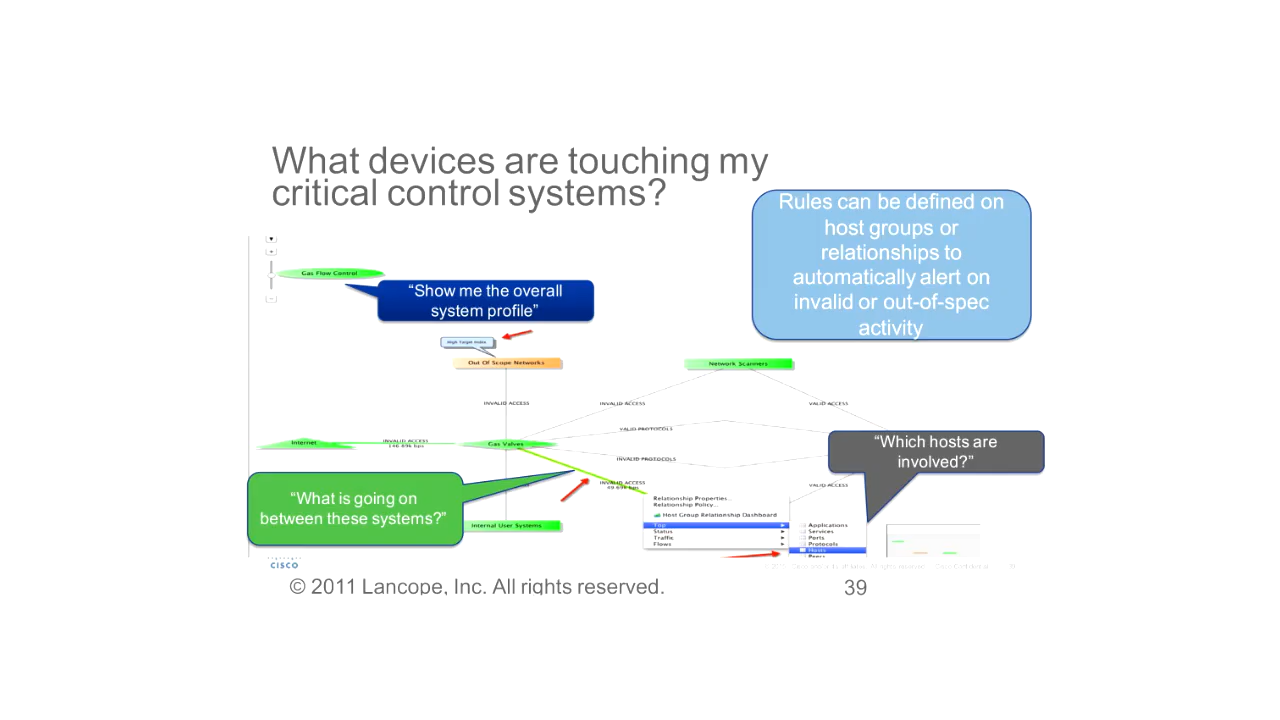 What devices are touching my
critical control systems?
Rules can be defined on
host groups or
relationships to
automatically alert on
invalid or out-of-spec
activity
Gas Flow Control
“Show me the overall
system profile”
High Target Index
Out Of Scope Networks
Network Scanners
INVALID ACCESS
INVALID ACCESS
VALID ACCESS
VALID PROTOCOLS
Internet
INVALID ACCESS
Gas Valves
“Which hosts are
involved?”
INVALID PROTOCOLS
“What is going on
between these systems?”
INVALID ACCESS
VALID ACCESS
Relationship Properties...
Relationship Policy...
Host Group Relationship Dashboard
Top
Status
Traffic
Flows
Applications
Services
Ports
Protocols
Hosts
Peers
Internal User Systems
CISCO
© 2011 Lancope, Inc. All rights reserved.
39